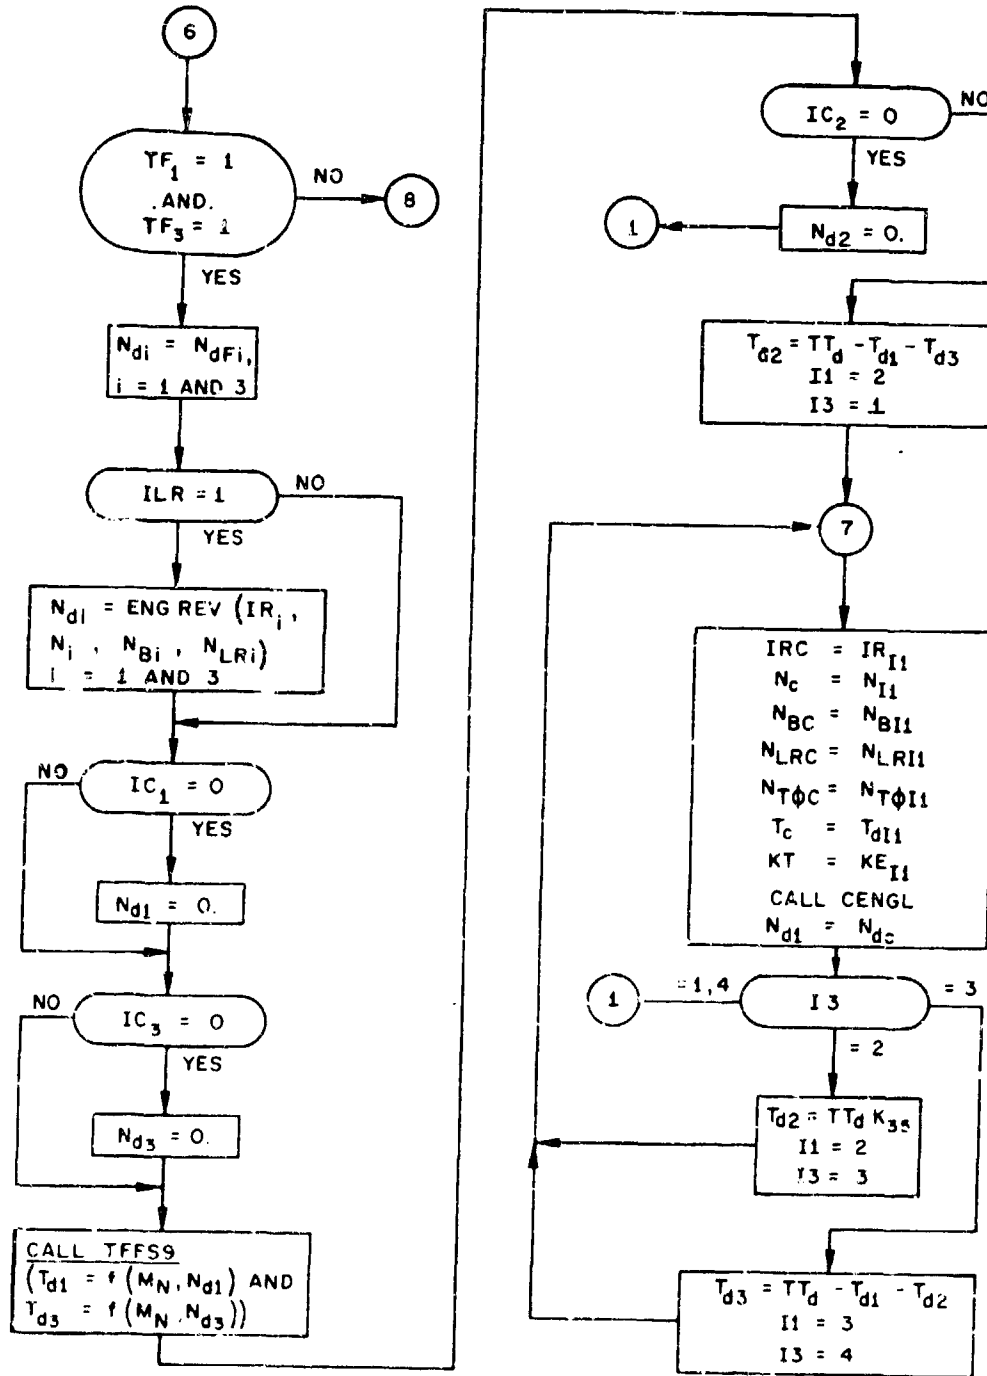 6
TF1 = 1
.AND.
TF3 = 1
NO
8
YES
Ndi = NdFi,
i = 1 AND 3
ILR = 1
NO
YES
Ndi = ENG REV (IRi,
Ni , NBi , NLRi)
i = 1 AND 3
NO
IC1 = 0
YES
Nd1 = 0.
NO
IC3 = 0
YES
Nd3 = 0.
CALL TFFS9
(Td1 = f (MN, Nd1) AND
Td3 = f (MN, Nd3))
IC2 = 0
NO
YES
1
Nd2 = 0.
Td2 = TTd - Td1 - Td3
I1 = 2
I3 = 1
7
IRC = IRI1
Nc = NI1
NBC = NBI1
NLRC = NLRI1
NTϕC = NTϕI1
Tc = TdI1
KT = KEI1
CALL CENGL
Nd1 = Ndc
1
=1,4
I3
= 3
= 2
Td2 = TTd K35
I1 = 2
I3 = 3
Td3 = TTd - Td1 - Td2
I1 = 3
I3 = 4